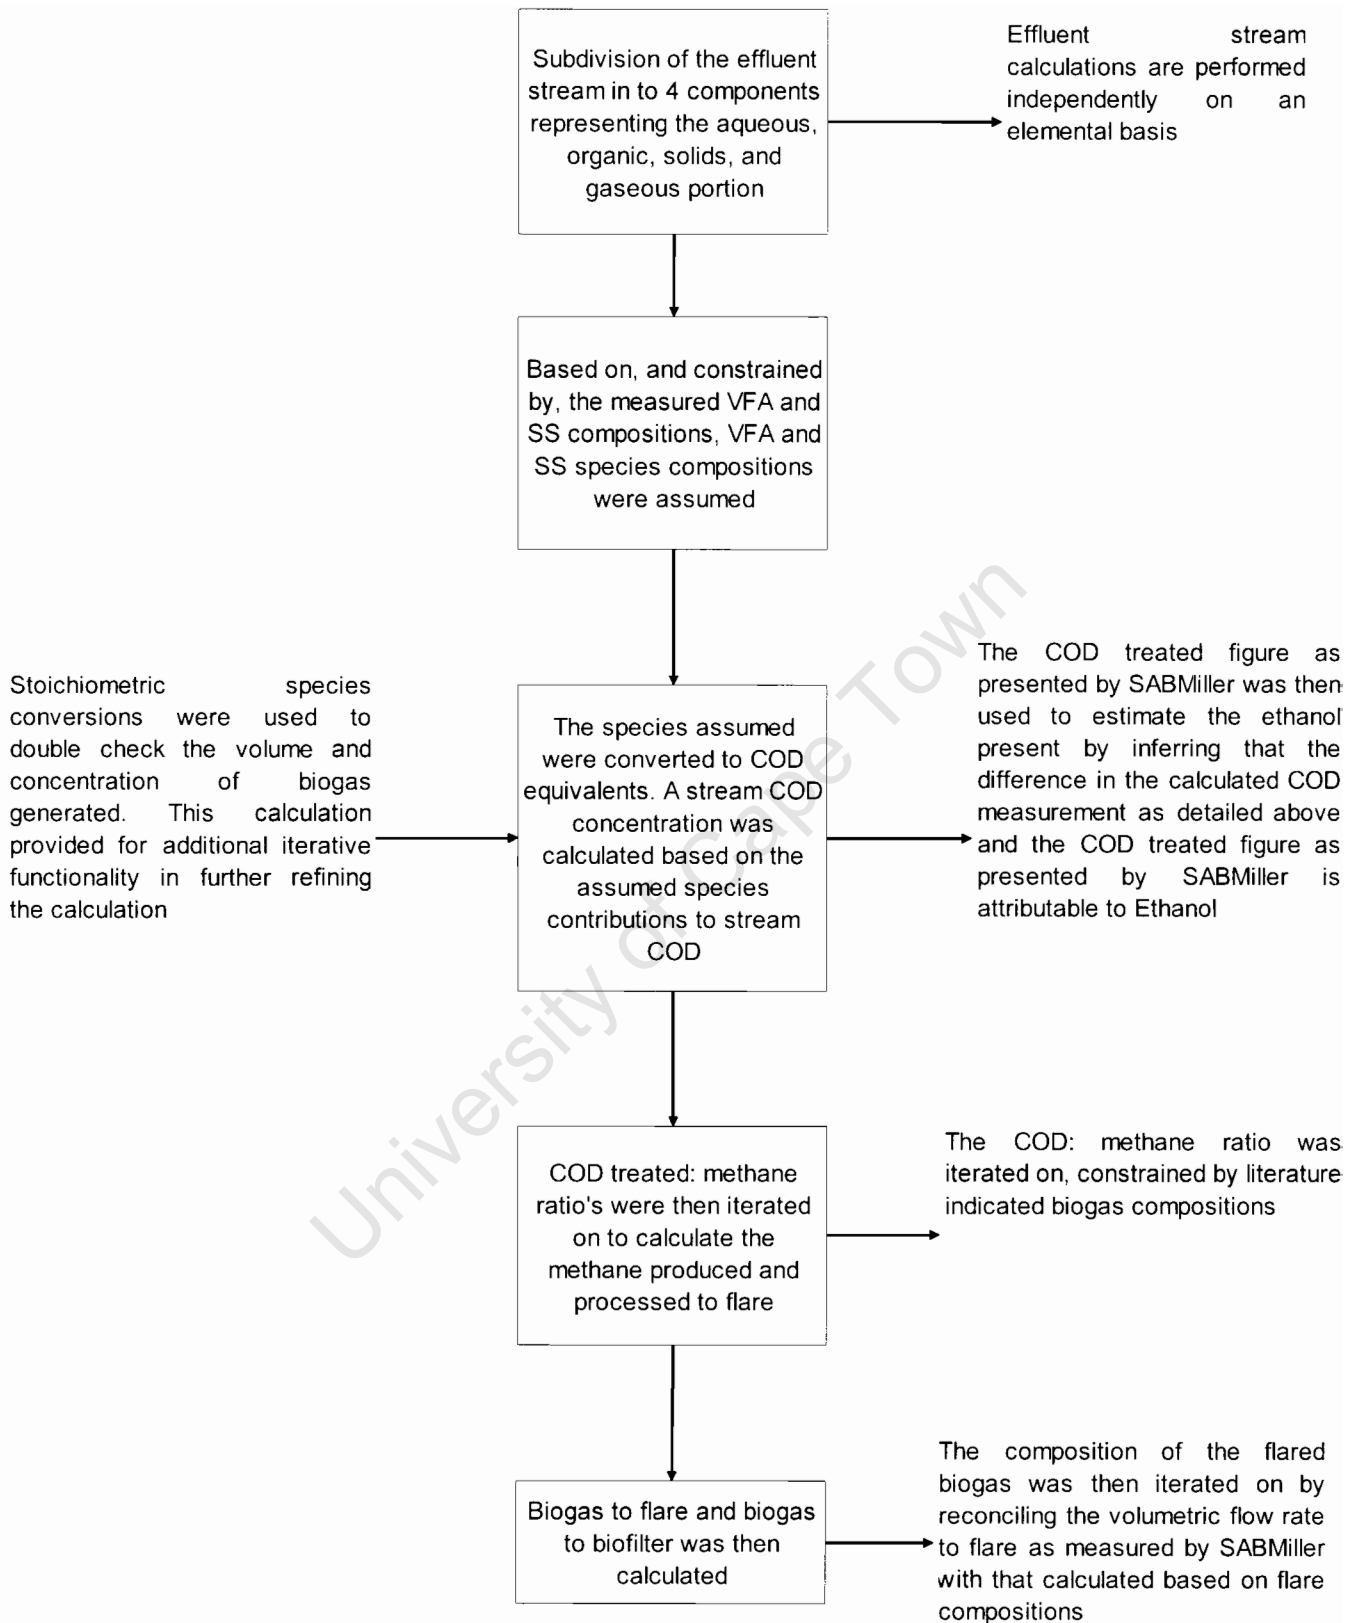 Subdivision of the effluent
stream in to 4 components
representing the aqueous,
organic, solids, and
gaseous portion
Effluent stream
calculations are performed
independently on an
elemental basis
Based on, and constrained
by, the measured VFA and
SS compositions, VFA and
SS species compositions
were assumed
Stoichiometric species
conversions were used to
double check the volume and
concentration of biogas
generated. This calculation
provided for additional iterative
functionality in further refining
the calculation
The species assumed
were converted to COD
equivalents. A stream COD
concentration was
calculated based on the
assumed species
contributions to stream
COD
The COD treated figure as
presented by SABMiller was then
used to estimate the ethanol
present by inferring that the
difference in the calculated COD
measurement as detailed above
and the COD treated figure as
presented by SABMiller is
attributable to Ethanol
COD treated: methane
ratio's were then iterated
on to calculate the
methane produced and
processed to flare
The COD: methane ratio was
iterated on, constrained by literature
indicated biogas compositions
Biogas to flare and biogas
to biofilter was then
calculated
The composition of the flared
biogas was then iterated on by
reconciling the volumetric flow rate
to flare as measured by SABMiller
with that calculated based on flare
compositions
University of Cape Town